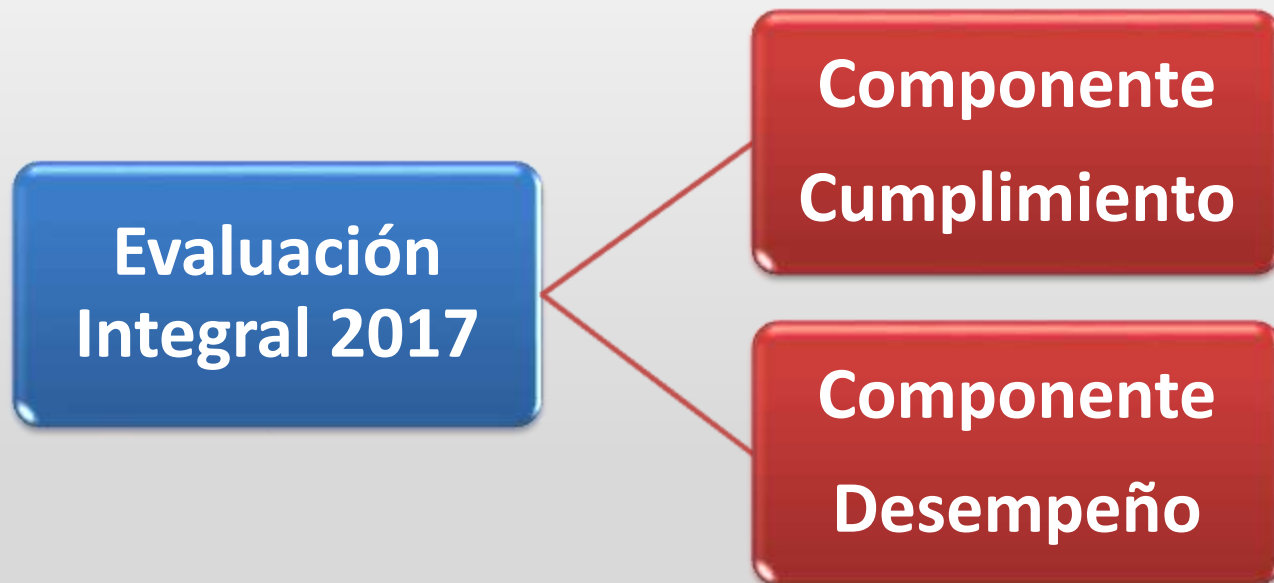 Evaluación
Integral 2017
Componente
Cumplimiento
Componente
Desempeño